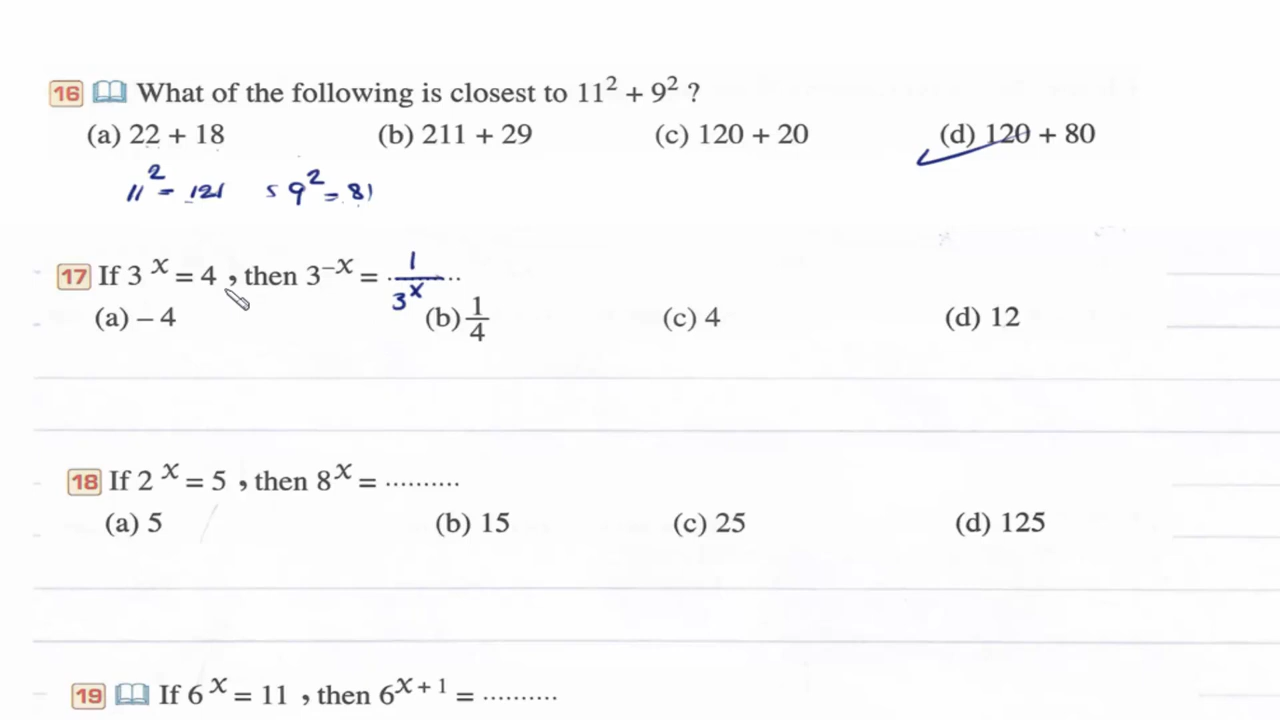 16 What of the following is closest to 11² + 9² ?
(a) 22 + 18 (b) 211 + 29 (c) 120 + 20 (d) 120 + 80
11² = 121 , 9² = 81
17 If 3^x = 4 , then 3^–x = 1/3^x
(a) – 4 (b) 1/4 (c) 4 (d) 12
18 If 2^x = 5 , then 8^x = ..........
(a) 5 (b) 15 (c) 25 (d) 125
19 If 6^x = 11 , then 6^x + 1 = ..........